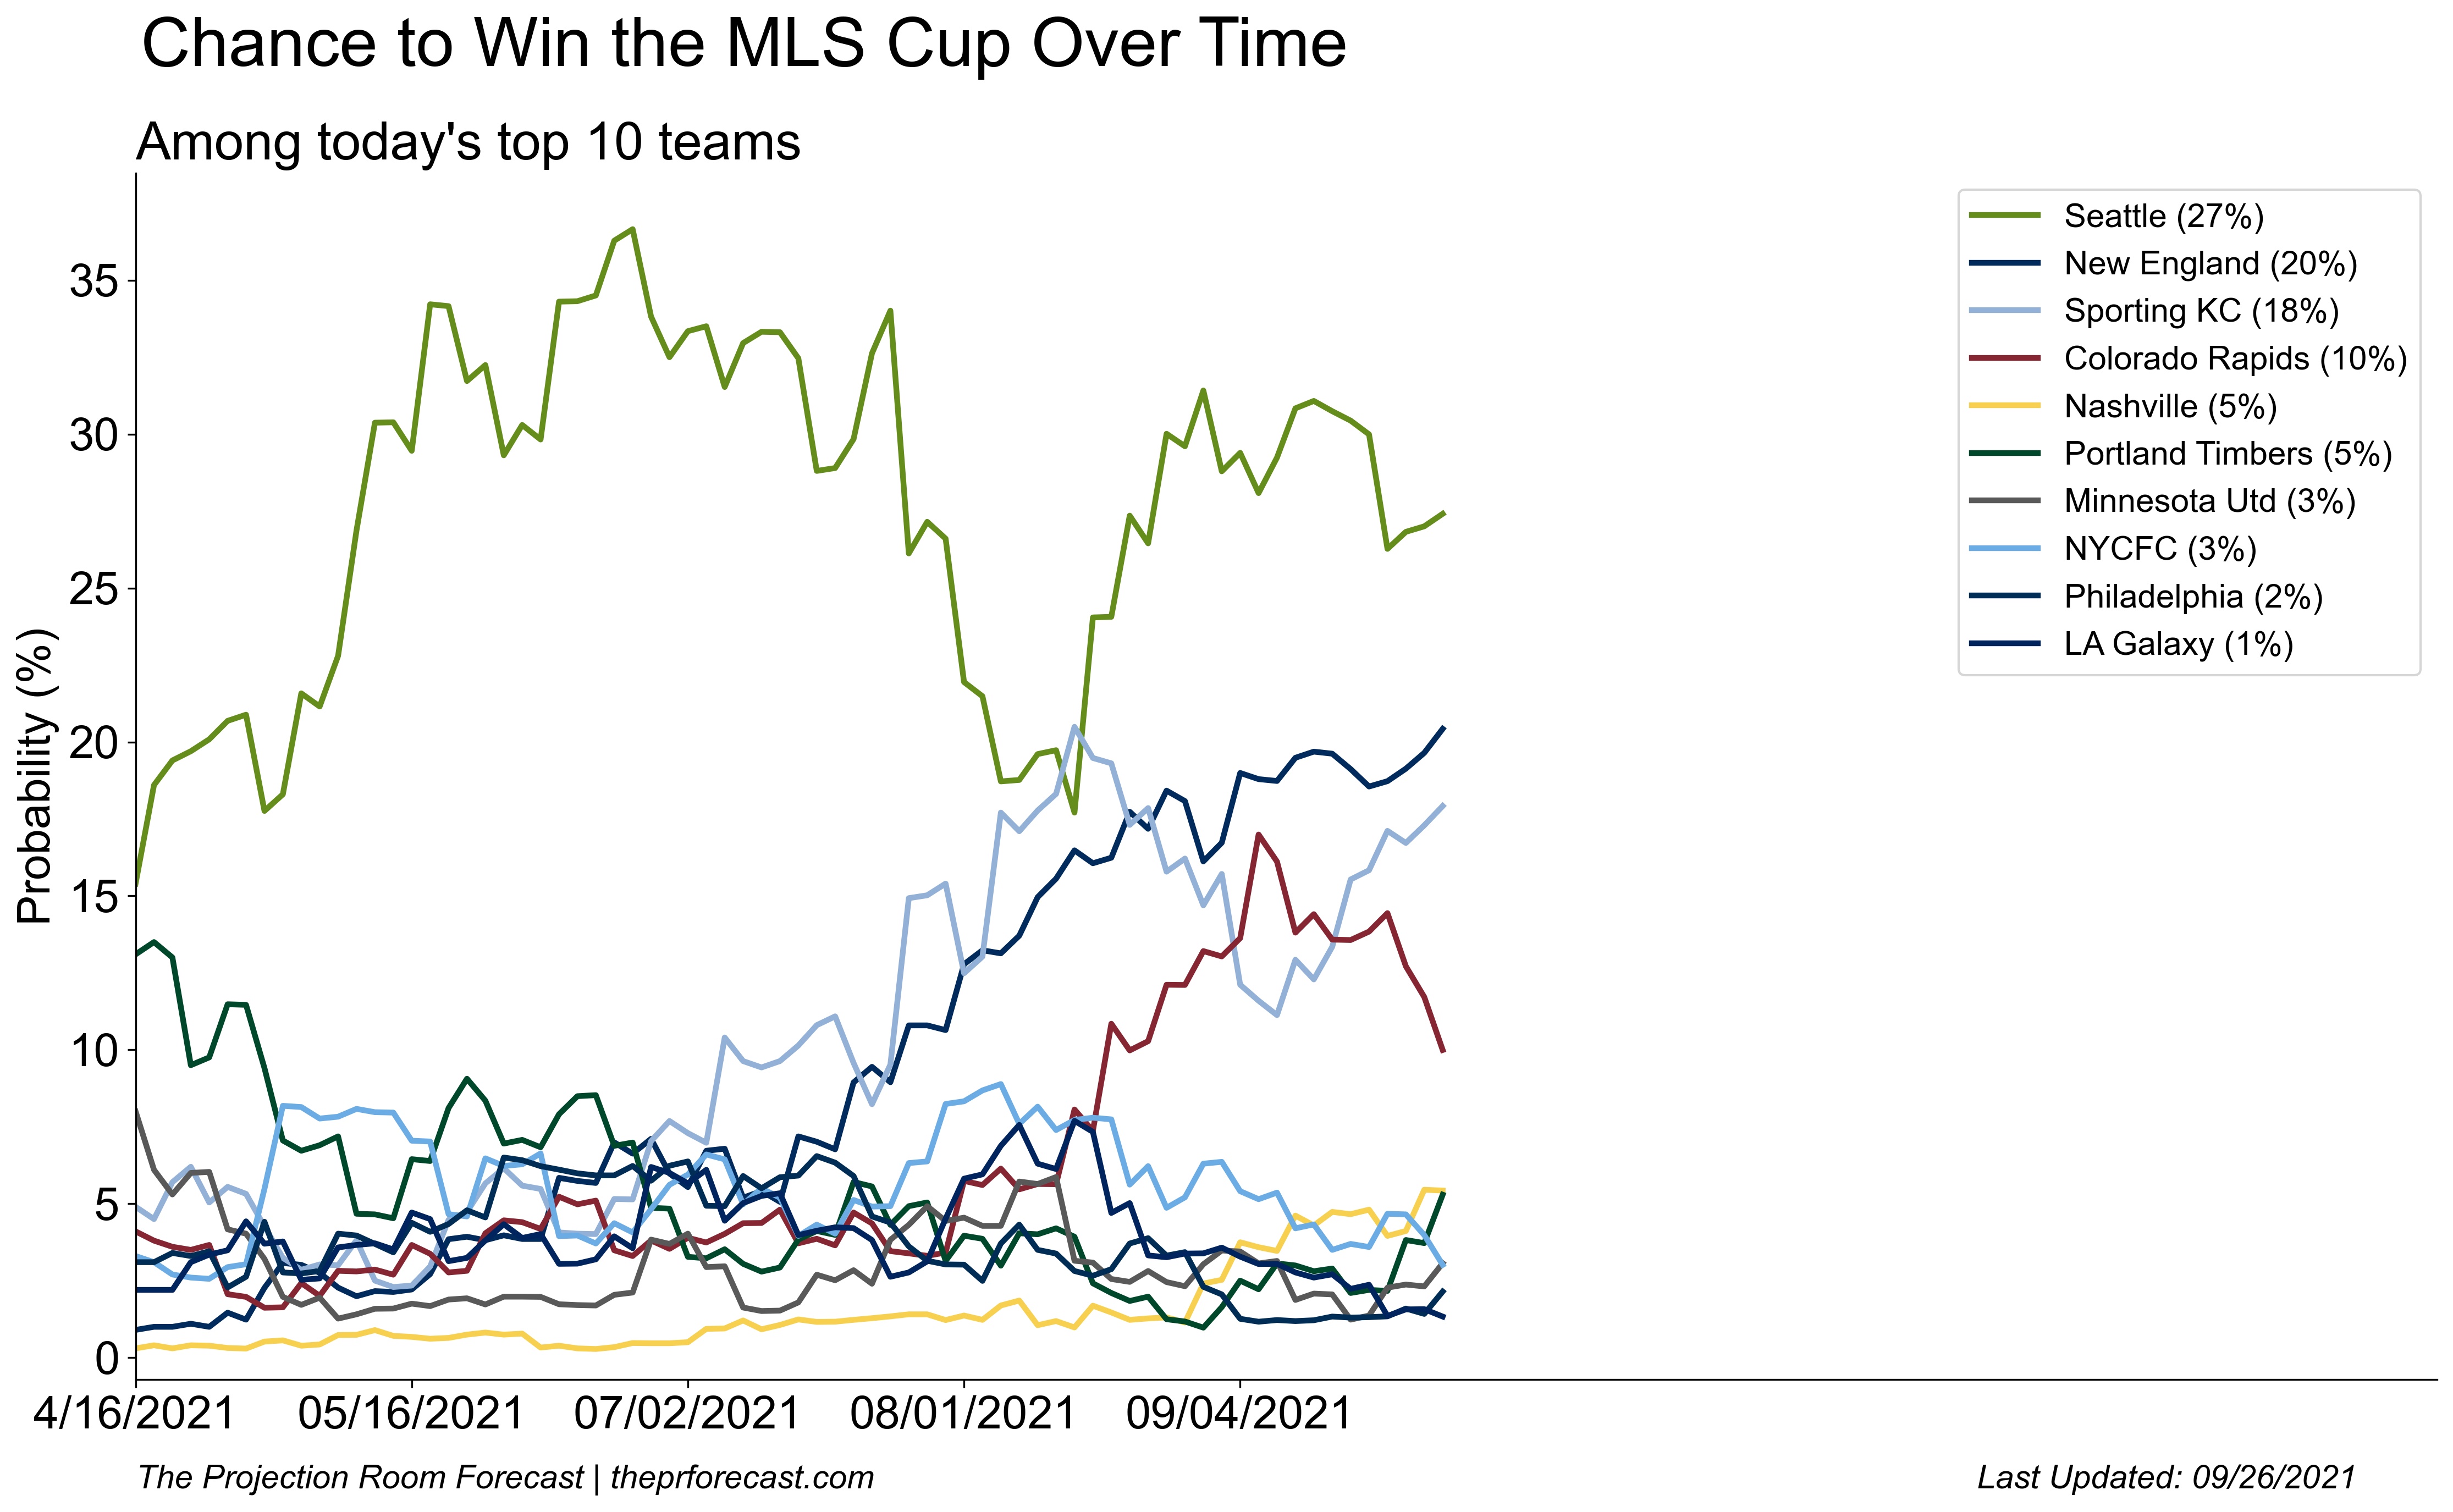 Chance to Win the MLS Cup Over Time
Among today's top 10 teams
Seattle (27%)
New England (20%)
Sporting KC (18%)
Colorado Rapids (10%)
Nashville (5%)
Portland Timbers (5%)
Minnesota Utd (3%)
NYCFC (3%)
Philadelphia (2%)
LA Galaxy (1%)
Probability (%)
35
30
25
20
15
10
5
0
4/16/2021 05/16/2021 07/02/2021 08/01/2021 09/04/2021
The Projection Room Forecast | theprforecast.com
Last Updated: 09/26/2021